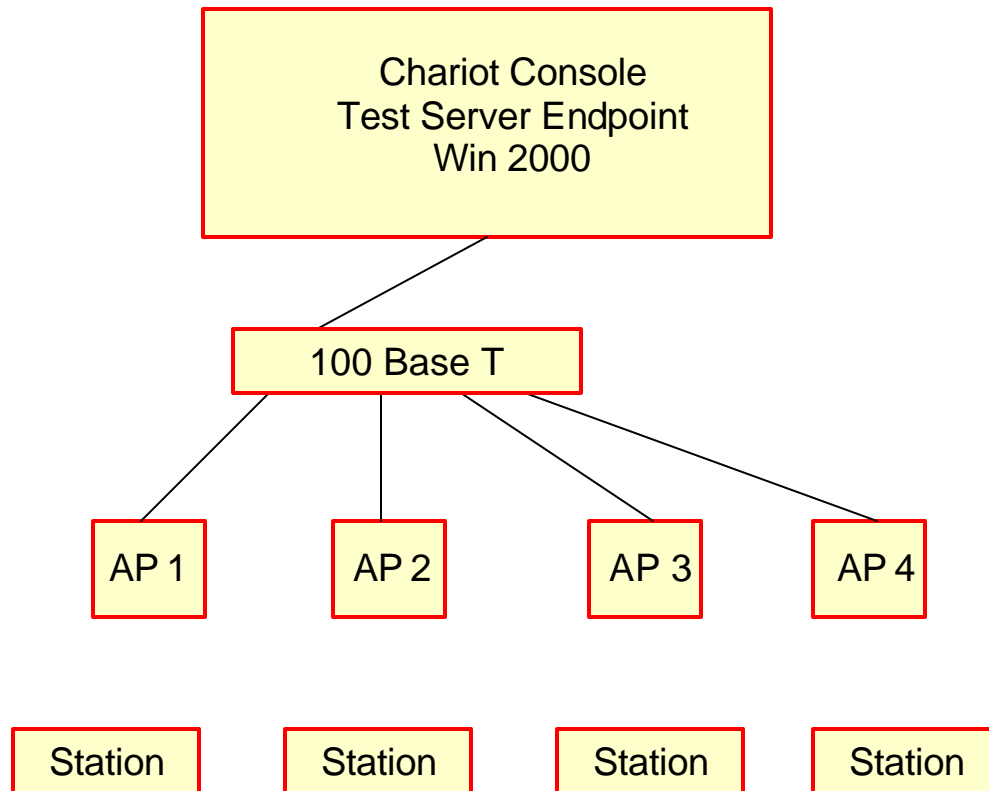 Chariot Console
Test Server Endpoint
Win 2000
100 Base T
AP 1
AP 2
AP 3
AP 4
Station
Station
Station
Station